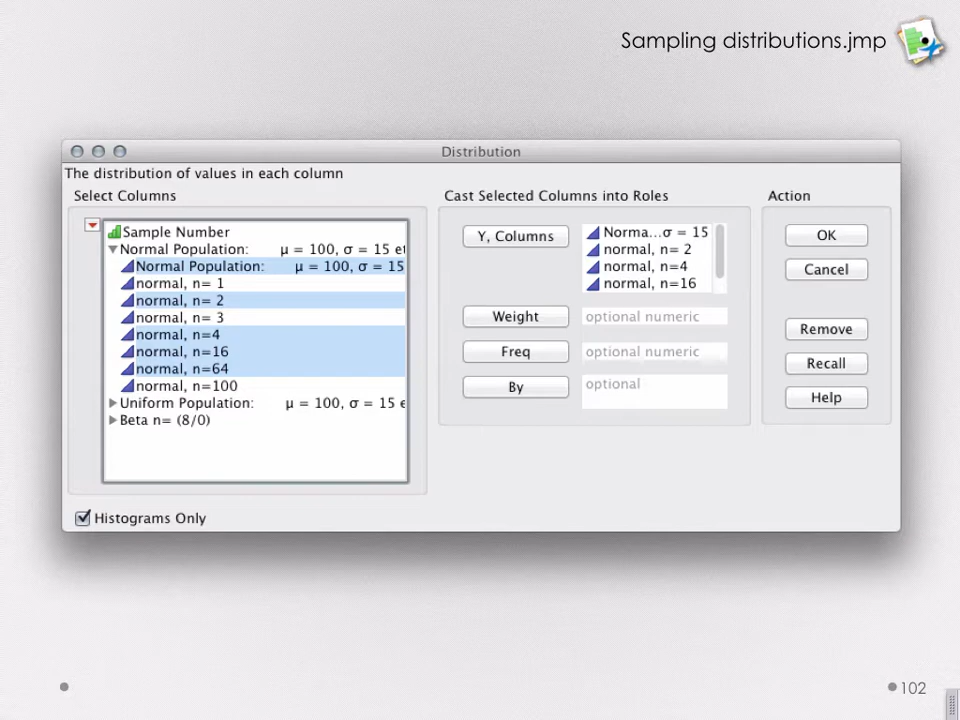 Sampling distributions.jmp
Distribution
The distribution of values in each column
Select Columns
Cast Selected Columns into Roles
Action
Sample Number
Normal Population: μ = 100, σ = 15 et
Normal Population: μ = 100, σ = 15
normal, n= 1
normal, n= 2
normal, n= 3
normal, n=4
normal, n=16
normal, n=64
normal, n=100
Uniform Population: μ = 100, σ = 15 e
Beta n= (8/0)
Histograms Only
Y, Columns
Norma...σ = 15
normal, n= 2
normal, n=4
normal, n=16
Weight
optional numeric
Freq
optional numeric
By
optional
OK
Cancel
Remove
Recall
Help
102